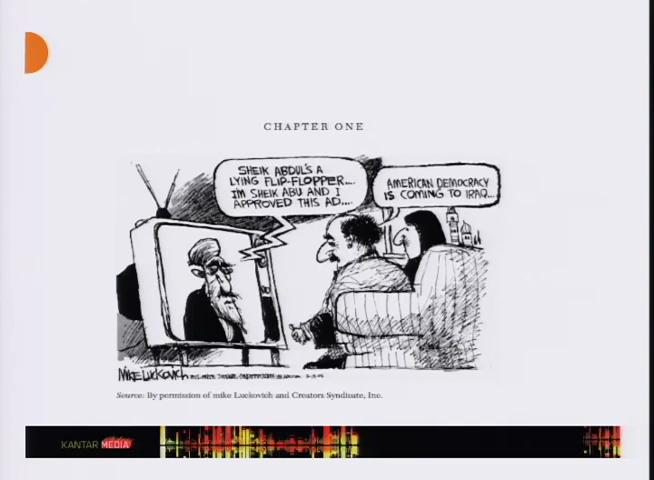 CHAPTER ONE
SHEIK ABDUL'S A
LYING FLIP-FLOPPER....
I'M SHEIK ABU AND I
APPROVED THIS AD....
AMERICAN DEMOCRACY
IS COMING TO IRAQ...
MIKE LUCKOVICH
Source: By permission of mike Luckovich and Creators Syndicate, Inc.
KANTAR MEDIA